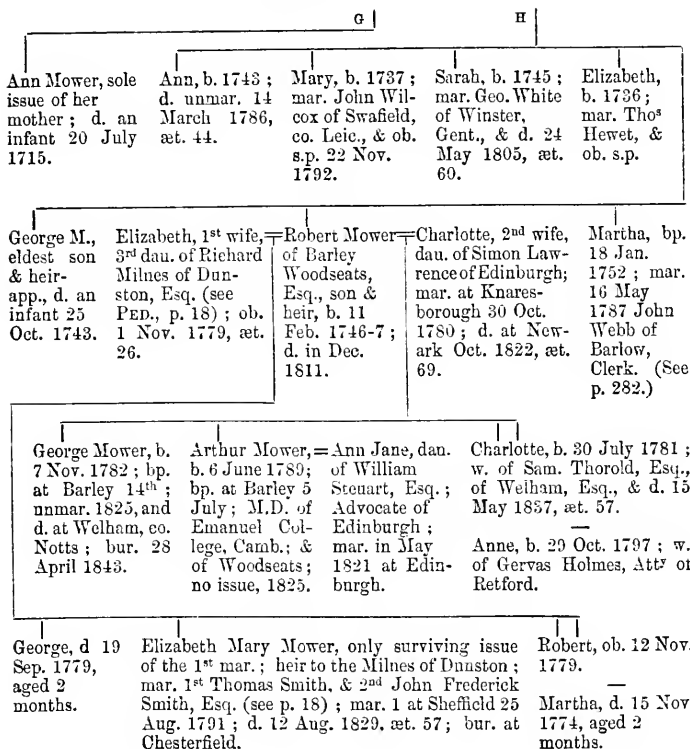 G H
Ann Mower, sole
issue of her
mother ; d. an
infant 20 July
1715.
Ann, b. 1743 ;
d. unmar. 14
March 1786,
æt. 44.
Mary, b. 1737 ;
mar. John Wil-
cox of Swafield,
co. Leic., & ob.
s.p. 22 Nov.
1792.
Sarah, b. 1745 ;
mar. Geo. White
of Winster,
Gent., & d. 24
May 1805, æt.
60.
Elizabeth,
b. 1736;
mar. Thos
Hewet, &
ob. s.p.
George M.,
eldest son
& heir-
app., d. an
infant 25
Oct. 1743.
Elizabeth, 1st wife,
3rd dau. of Richard
Milnes of Dun-
ston, Esq. (see
PED., p. 18) ; ob.
1 Nov. 1779, æt.
26.
=Robert Mower=
of Barley
Woodseats,
Esq., son &
heir, b. 11
Feb. 1746-7 ;
d. in Dec.
1811.
Charlotte, 2nd wife,
dau. of Simon Law-
rence of Edinburgh;
mar. at Knares-
borough 30 Oct.
1780 ; d. at New-
ark Oct. 1822, æt.
69.
Martha, bp.
18 Jan.
1752 ; mar.
16 May
1787 John
Webb of
Barlow,
Clerk. (See
p. 282.)
George Mower, b.
7 Nov. 1782 ; bp.
at Barley 14th ;
unmar. 1825, and
d. at Welham, co.
Notts ; bur. 28
April 1843.
Arthur Mower,=
b. 6 June 1789;
bp. at Barley 5
July ; M.D. of
Emanuel Col-
lege, Camb.; &
of Woodseats;
no issue, 1825.
Ann Jane, dau.
of William
Steuart, Esq. ;
Advocate of
Edinburgh ;
mar. in May
1821 at Edin-
burgh.
Charlotte, b. 30 July 1781 ;
w. of Sam. Thorold, Esq.,
of Welham, Esq., & d. 15
May 1837, æt. 57.
Anne, b. 29 Oct. 1797 ; w.
of Gervas Holmes, Atty of
Retford.
George, d 19
Sep. 1779,
aged 2
months.
Elizabeth Mary Mower, only surviving issue
of the 1st mar. ; heir to the Milnes of Dunston ;
mar. 1st Thomas Smith, & 2nd John Frederick
Smith, Esq. (see p. 18) ; mar. 1 at Sheffield 25
Aug. 1791 ; d. 12 Aug. 1829, æt. 57; bur. at
Chesterfield.
Robert, ob. 12 Nov.
1779.
Martha, d. 15 Nov
1774, aged 2
months.